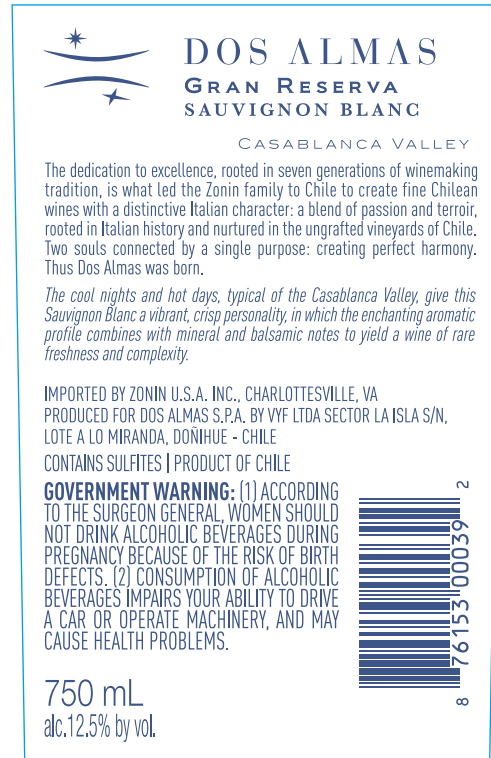 DOS ALMAS
GRAN RESERVA
SAUVIGNON BLANC
CASABLANCA VALLEY
The dedication to excellence, rooted in seven generations of winemaking
tradition, is what led the Zonin family to Chile to create fine Chilean
wines with a distinctive Italian character: a blend of passion and terroir,
rooted in Italian history and nurtured in the ungrafted vineyards of Chile.
Two souls connected by a single purpose: creating perfect harmony.
Thus Dos Almas was born.
The cool nights and hot days, typical of the Casablanca Valley, give this
Sauvignon Blanc a vibrant, crisp personality, in which the enchanting aromatic
profile combines with mineral and balsamic notes to yield a wine of rare
freshness and complexity.
IMPORTED BY ZONIN U.S.A. INC., CHARLOTTESVILLE, VA
PRODUCED FOR DOS ALMAS S.P.A. BY VYF LTDA SECTOR LA ISLA S/N,
LOTE A LO MIRANDA, DOÑIHUE - CHILE
CONTAINS SULFITES | PRODUCT OF CHILE
GOVERNMENT WARNING: (1) ACCORDING
TO THE SURGEON GENERAL, WOMEN SHOULD
NOT DRINK ALCOHOLIC BEVERAGES DURING
PREGNANCY BECAUSE OF THE RISK OF BIRTH
DEFECTS. (2) CONSUMPTION OF ALCOHOLIC
BEVERAGES IMPAIRS YOUR ABILITY TO DRIVE
A CAR OR OPERATE MACHINERY, AND MAY
CAUSE HEALTH PROBLEMS.
750 mL
alc.12.5% by vol.
8 76153 00039 2